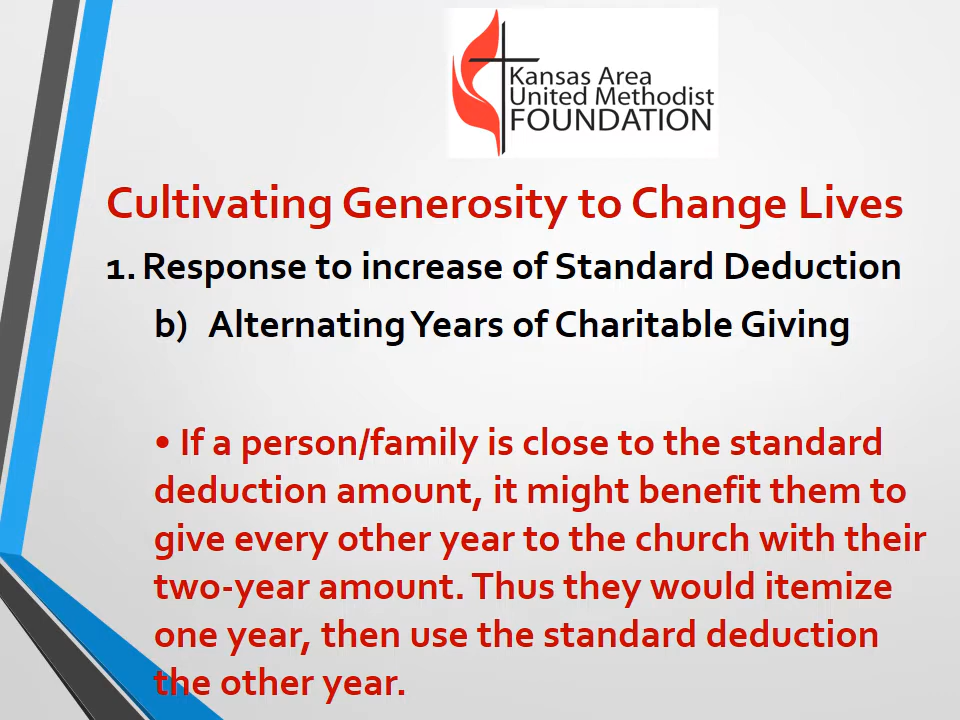 Kansas Area
United Methodist
FOUNDATION
Cultivating Generosity to Change Lives
1. Response to increase of Standard Deduction
b) Alternating Years of Charitable Giving
• If a person/family is close to the standard
deduction amount, it might benefit them to
give every other year to the church with their
two-year amount. Thus they would itemize
one year, then use the standard deduction
the other year.